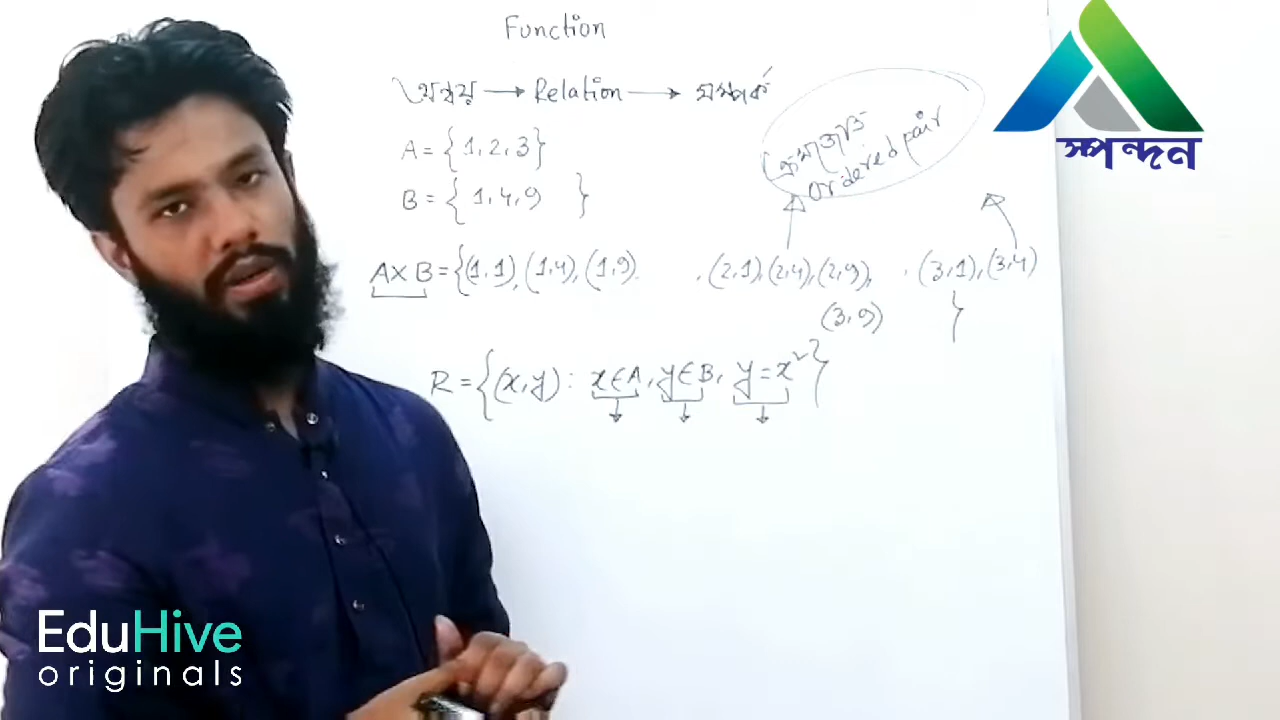 Function
অন্বয় → Relation → সম্পর্ক
A = {1, 2, 3}
B = {1, 4, 9 }
ক্রমজোড়
ordered pair
A×B = {(1,1), (1,4), (1,9). , (2,1), (2,4), (2,9), , (3,1), (3,4)
(3,9) }
R = {(x,y) : x∈A, y∈B, y=x²}
স্পন্দন
EduHive
originals